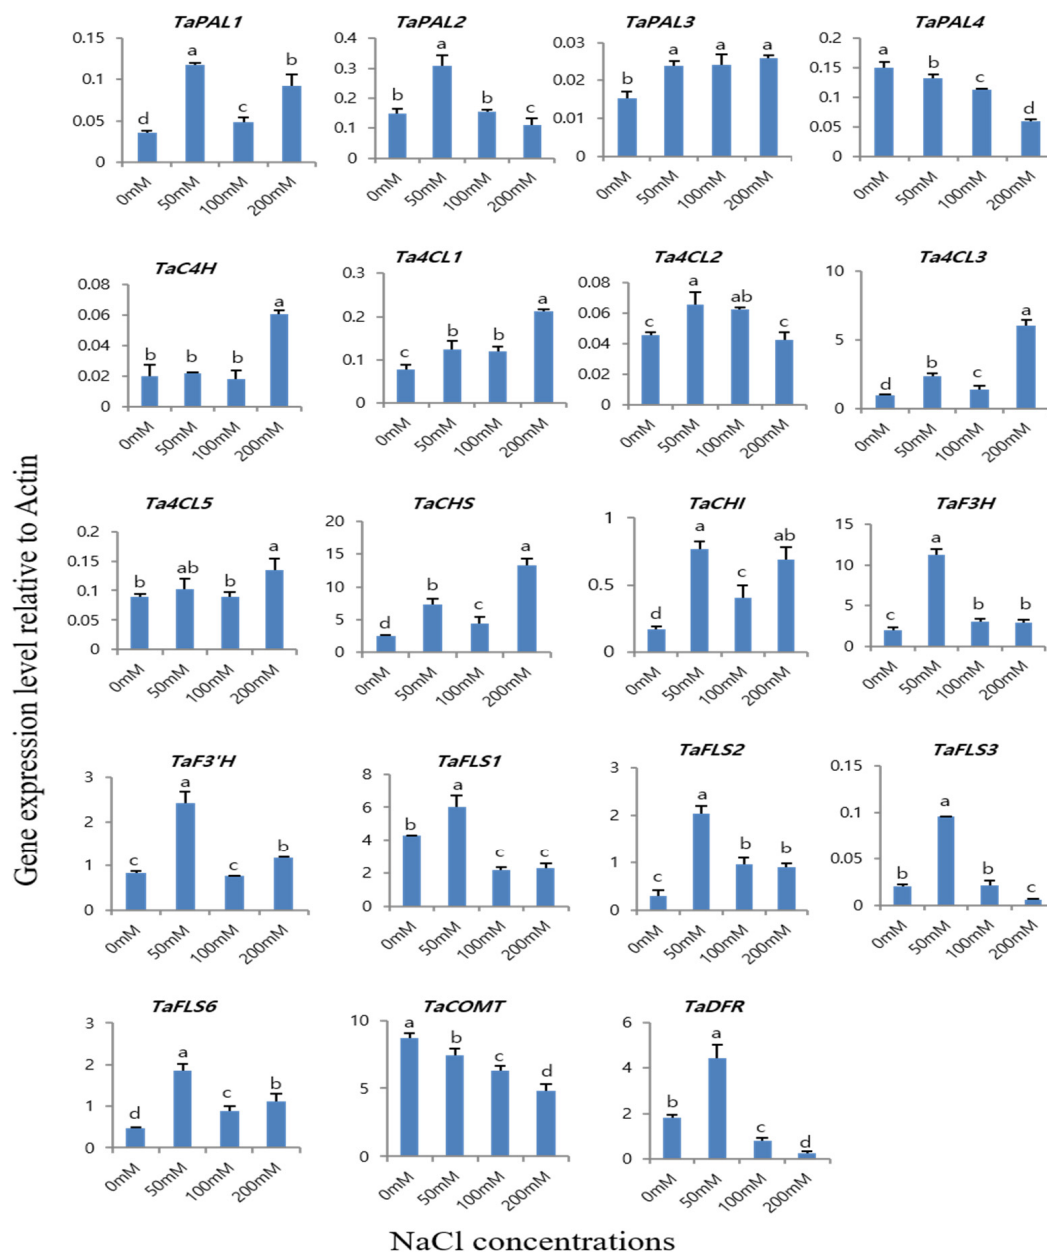 Gene expression level relative to Actin
TaPAL1
0.15
0.1
0.05
0
d
a
c
b
0mM
50mM
100mM
200mM
TaPAL2
0.4
0.3
0.2
0.1
0
b
a
b
c
0mM
50mM
100mM
200mM
TaPAL3
0.03
0.02
0.01
0
b
a
a
a
0mM
50mM
100mM
200mM
TaPAL4
0.2
0.15
0.1
0.05
0
a
b
c
d
0mM
50mM
100mM
200mM
TaC4H
0.08
0.06
0.04
0.02
0
b
b
b
a
0mM
50mM
100mM
200mM
Ta4CL1
0.3
0.2
0.1
0
c
b
b
a
0mM
50mM
100mM
200mM
Ta4CL2
0.08
0.06
0.04
0.02
0
c
a
ab
c
0mM
50mM
100mM
200mM
Ta4CL3
10
5
0
d
b
c
a
0mM
50mM
100mM
200mM
Ta4CL5
0.2
0.15
0.1
0.05
0
b
ab
b
a
0mM
50mM
100mM
200mM
TaCHS
20
15
10
5
0
d
b
c
a
0mM
50mM
100mM
200mM
TaCHI
1
0.5
0
d
a
c
ab
0mM
50mM
100mM
200mM
TaF3H
15
10
5
0
c
a
b
b
0mM
50mM
100mM
200mM
TaF3'H
3
2
1
0
c
a
c
b
0mM
50mM
100mM
200mM
TaFLS1
8
6
4
2
0
b
a
c
c
0mM
50mM
100mM
200mM
TaFLS2
3
2
1
0
c
a
b
b
0mM
50mM
100mM
200mM
TaFLS3
0.15
0.1
0.05
0
b
a
b
c
0mM
50mM
100mM
200mM
TaFLS6
3
2
1
0
d
a
c
b
0mM
50mM
100mM
200mM
TaCOMT
10
5
0
a
b
c
d
0mM
50mM
100mM
200mM
TaDFR
6
4
2
0
b
a
c
d
0mM
50mM
100mM
200mM
NaCl concentrations